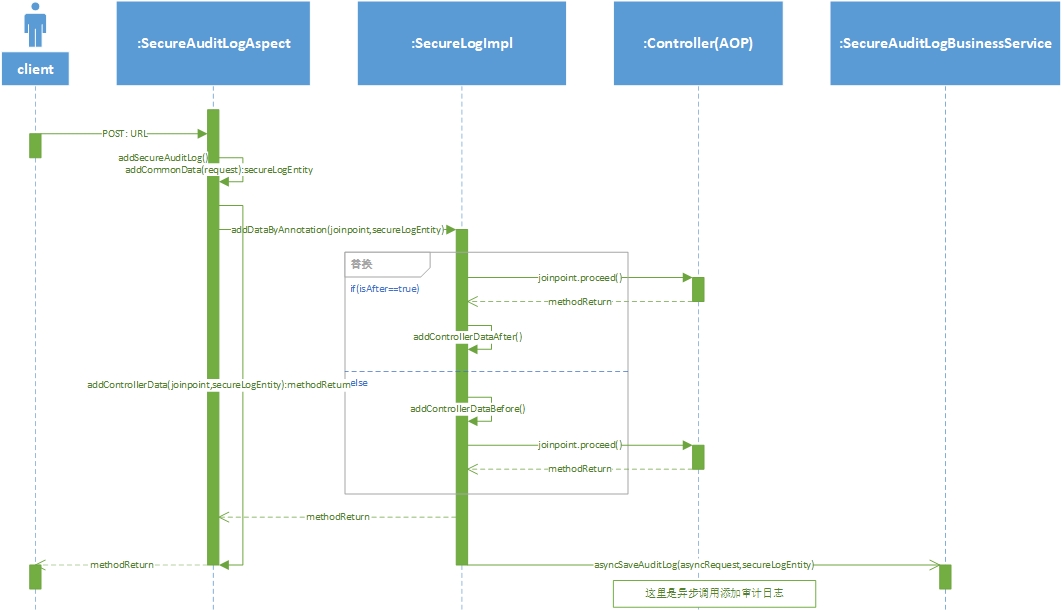 client
:SecureAuditLogAspect
:SecureLogImpl
:Controller(AOP)
:SecureAuditLogBusinessService
POST: URL
addSecureAuditLog()
addCommonData(request):secureLogEntity
addDataByAnnotation(joinpoint,secureLogEntity)
替换
if(isAfter==true)
joinpoint.proceed()
methodReturn
addControllerDataAfter()
addControllerData(joinpoint,secureLogEntity):methodReturn
else
addControllerDataBefore()
joinpoint.proceed()
methodReturn
methodReturn
methodReturn
asyncSaveAuditLog(asyncRequest,secureLogEntity)
这里是异步调用添加审计日志